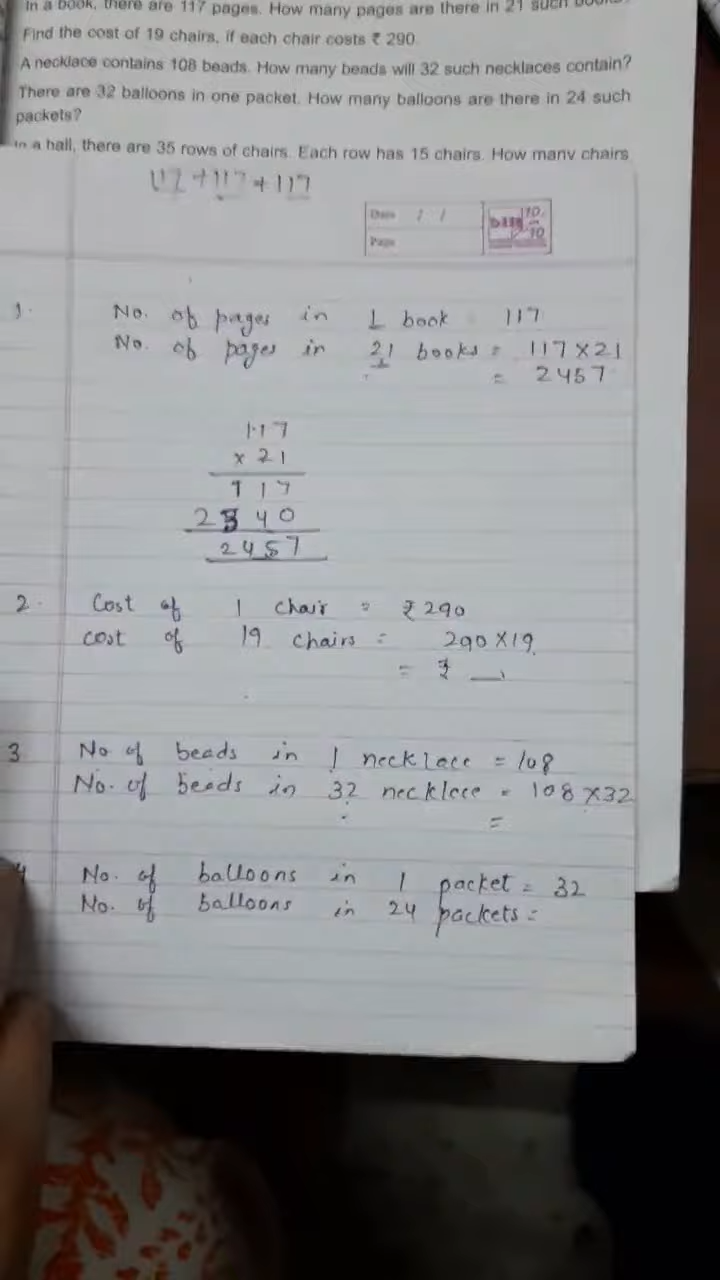 In a book, there are 117 pages. How many pages are there in 21 such
Find the cost of 19 chairs, if each chair costs ₹ 290.
A necklace contains 108 beads. How many beads will 32 such necklaces contain?
There are 32 balloons in one packet. How many balloons are there in 24 such
packets?
in a hall, there are 35 rows of chairs. Each row has 15 chairs. How many chairs
117+117+117
Date / /
Page
1.
No. of pages in 1 book 117
No. of pages in 21 books = 117×21
= 2457
117
× 21
117
2340
2457
2. Cost of 1 chair = ₹290
cost of 19 chairs = 290×19
= ₹ __
3 No of beads in 1 necklace = 108
No. of beads in 32 necklece = 108×32
=
4 No. of balloons in 1 packet = 32
No. of balloons in 24 packets =